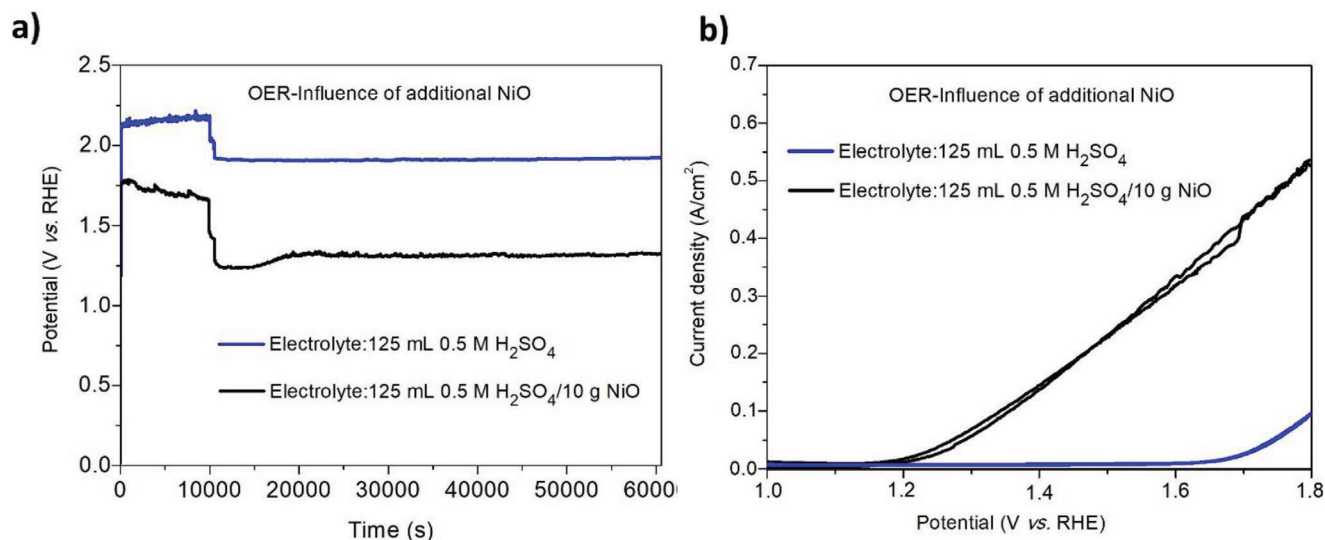 a)
OER-Influence of additional NiO
2.5
2.0
1.5
1.0
0.5
0.0
Potential (V vs. RHE)
Electrolyte:125 mL 0.5 M H₂SO₄
Electrolyte:125 mL 0.5 M H₂SO₄/10 g NiO
0 10000 20000 30000 40000 50000 60000
Time (s)
b)
OER-Influence of additional NiO
0.7
0.6
0.5
0.4
0.3
0.2
0.1
0.0
Current density (A/cm²)
Electrolyte:125 mL 0.5 M H₂SO₄
Electrolyte:125 mL 0.5 M H₂SO₄/10 g NiO
1.0 1.2 1.4 1.6 1.8
Potential (V vs. RHE)